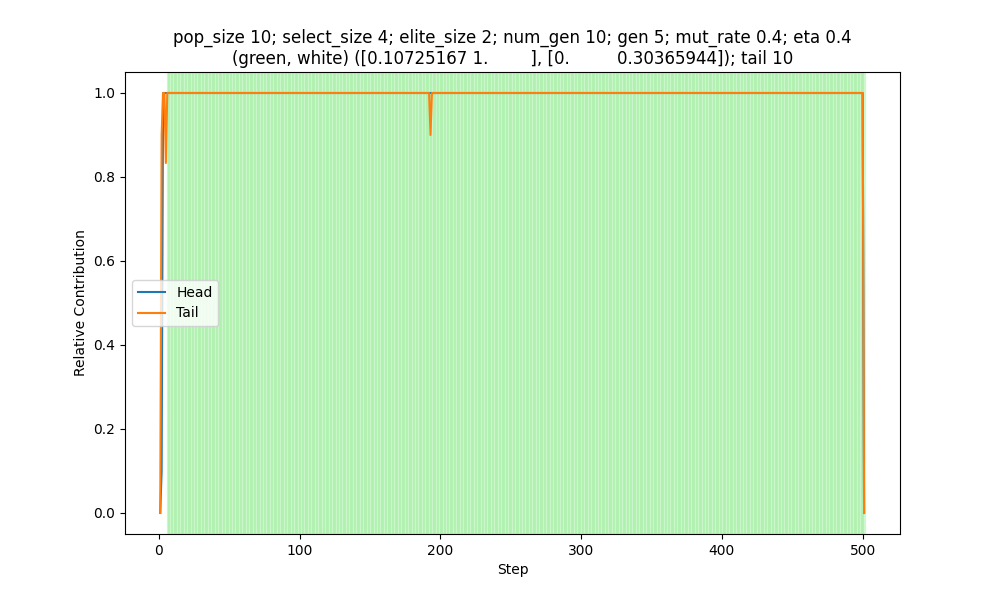 pop_size 10; select_size 4; elite_size 2; num_gen 10; gen 5; mut_rate 0.4; eta 0.4
(green, white) ([0.10725167 1.        ], [0.         0.30365944]); tail 10
1.0
0.8
0.6
0.4
0.2
0.0
Relative Contribution
Head
Tail
0 100 200 300 400 500
Step